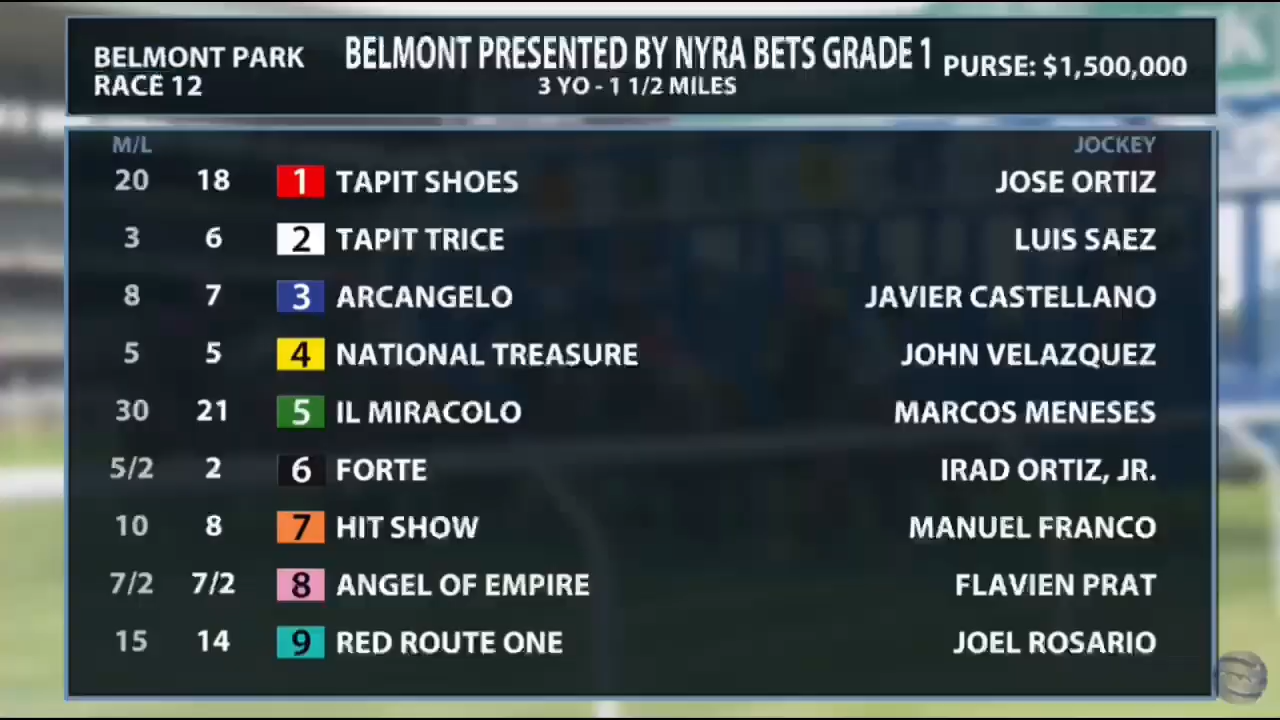 BELMONT PARK
RACE 12
BELMONT PRESENTED BY NYRA BETS GRADE 1
3 YO - 1 1/2 MILES
PURSE: $1,500,000
M/L JOCKEY
20 18 1 TAPIT SHOES JOSE ORTIZ
3 6 2 TAPIT TRICE LUIS SAEZ
8 7 3 ARCANGELO JAVIER CASTELLANO
5 5 4 NATIONAL TREASURE JOHN VELAZQUEZ
30 21 5 IL MIRACOLO MARCOS MENESES
5/2 2 6 FORTE IRAD ORTIZ, JR.
10 8 7 HIT SHOW MANUEL FRANCO
7/2 7/2 8 ANGEL OF EMPIRE FLAVIEN PRAT
15 14 9 RED ROUTE ONE JOEL ROSARIO